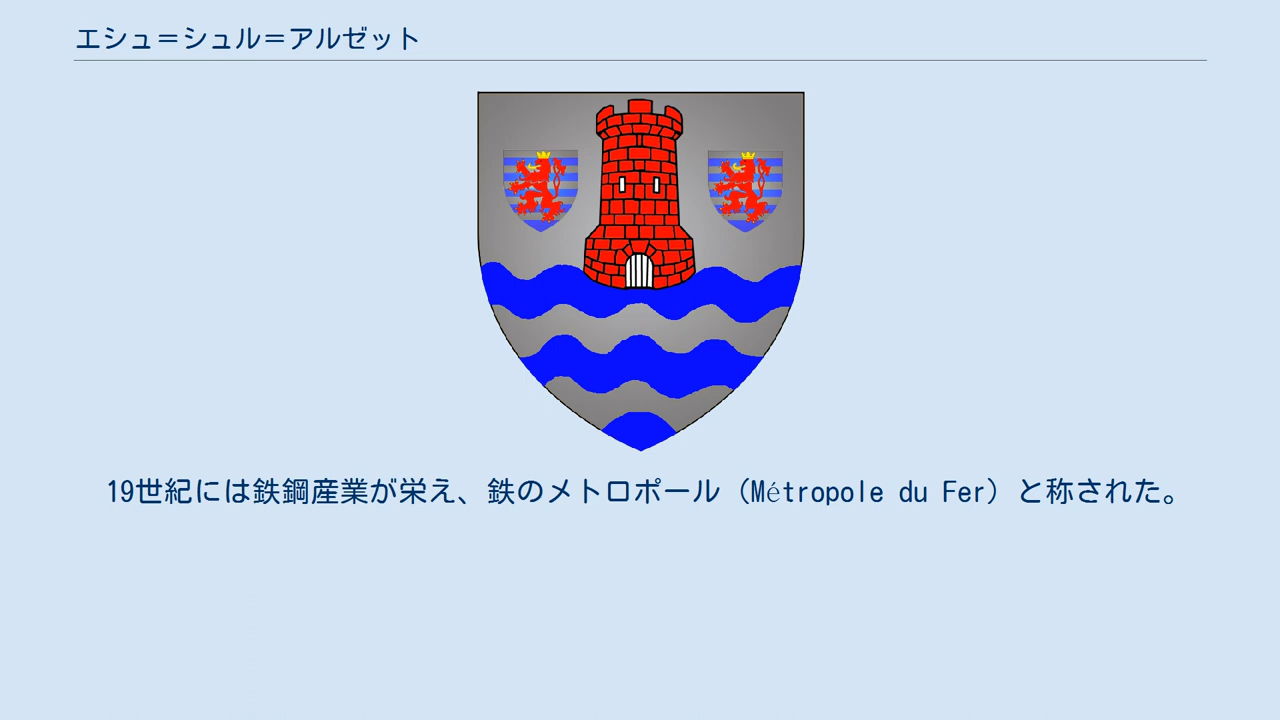 エシュ＝シュル＝アルゼット
19世紀には鉄鋼産業が栄え、鉄のメトロポール（Métropole du Fer）と称された。